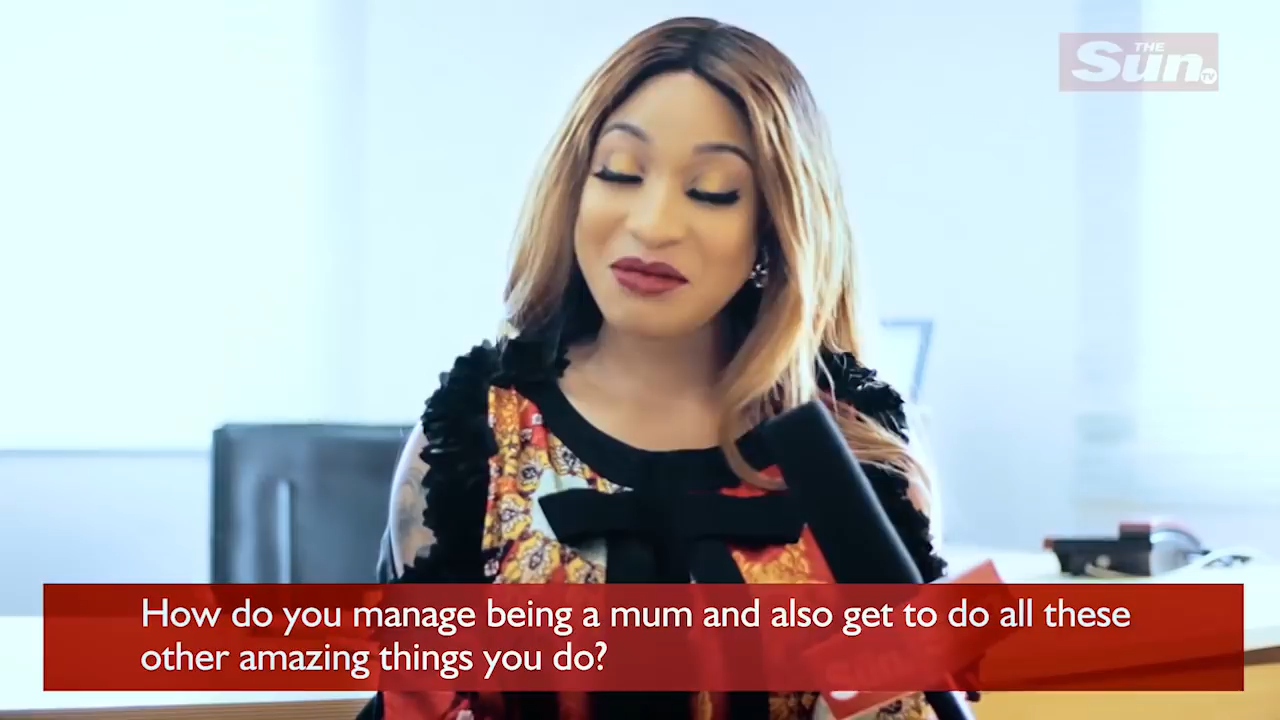 THE
Sun TV
How do you manage being a mum and also get to do all these
other amazing things you do?
Sun